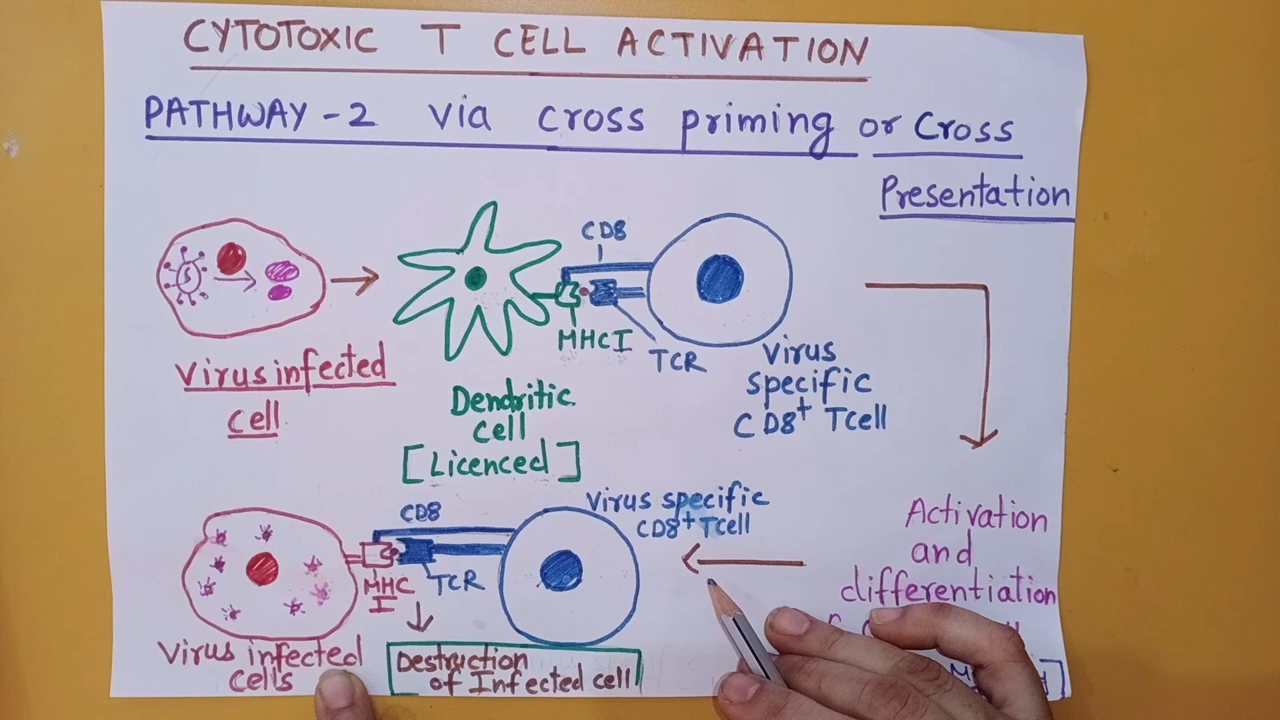 CYTOTOXIC T CELL ACTIVATION
PATHWAY-2 via cross priming or Cross
Presentation
CD8
MHC I
TCR
Virus infected
cell
Dendritic
cell
[Licenced]
Virus
specific
CD8+ Tcell
Activation
and
differentiation
Virus specific
CD8+ Tcell
CD8
MHC
I
TCR
Virus infected
cells
Destruction
of Infected cell